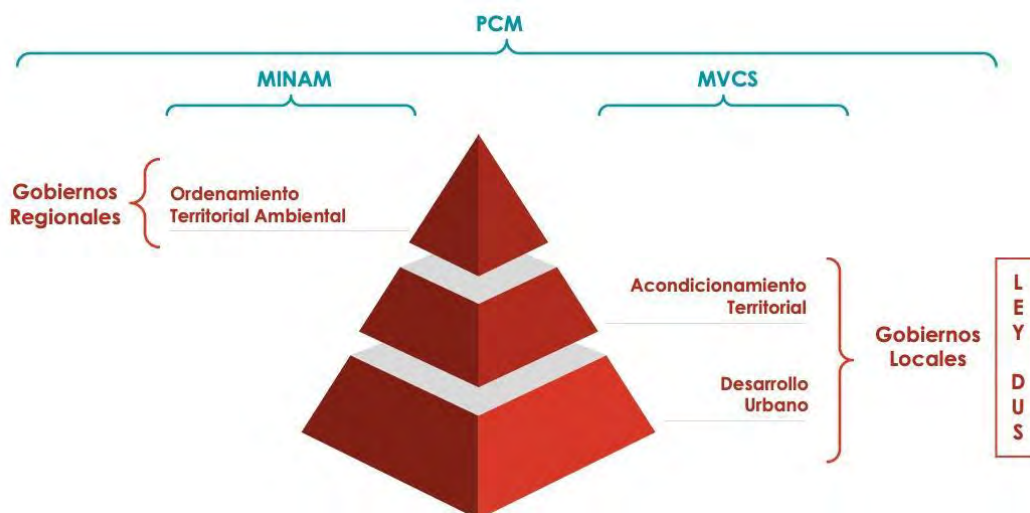 PCM
MINAM
MVCS
Gobiernos
Regionales
Ordenamiento
Territorial Ambiental
Acondicionamiento
Territorial
Desarrollo
Urbano
Gobiernos
Locales
L
E
Y
D
U
S